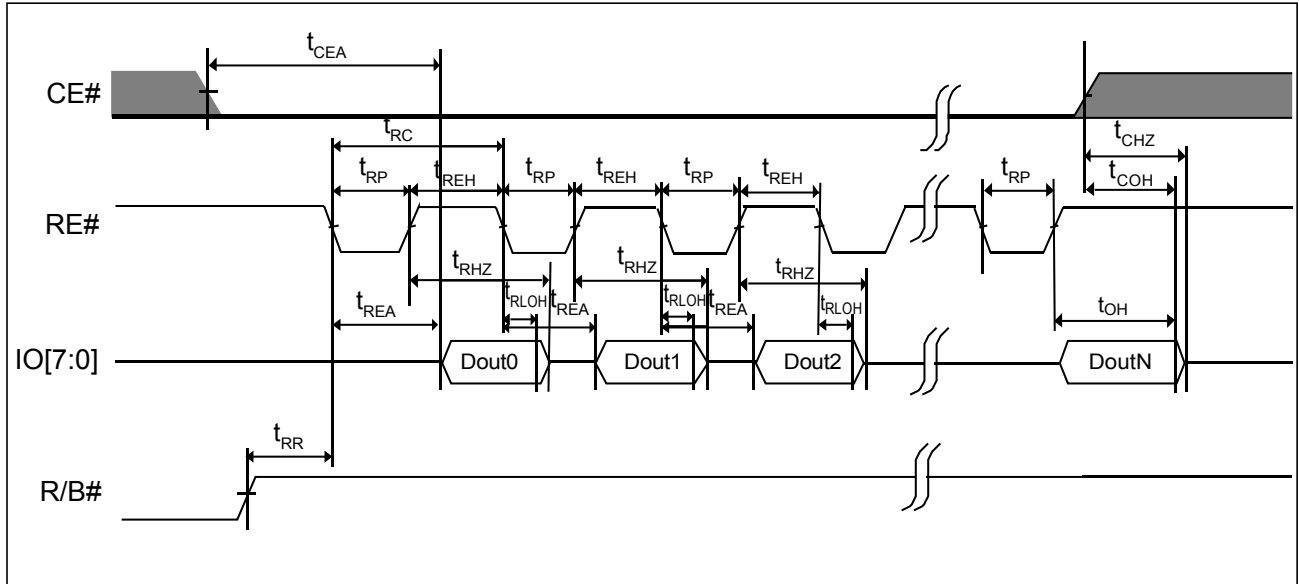 tCEA
CE#
tRC
tCHZ
tRP tREH tRP tREH tRP tREH tRP tCOH
RE#
tRHZ tRHZ tRHZ
tREA tRLOH tREA tRLOH tREA tRLOH tOH
IO[7:0] Dout0 Dout1 Dout2 DoutN
tRR
R/B#